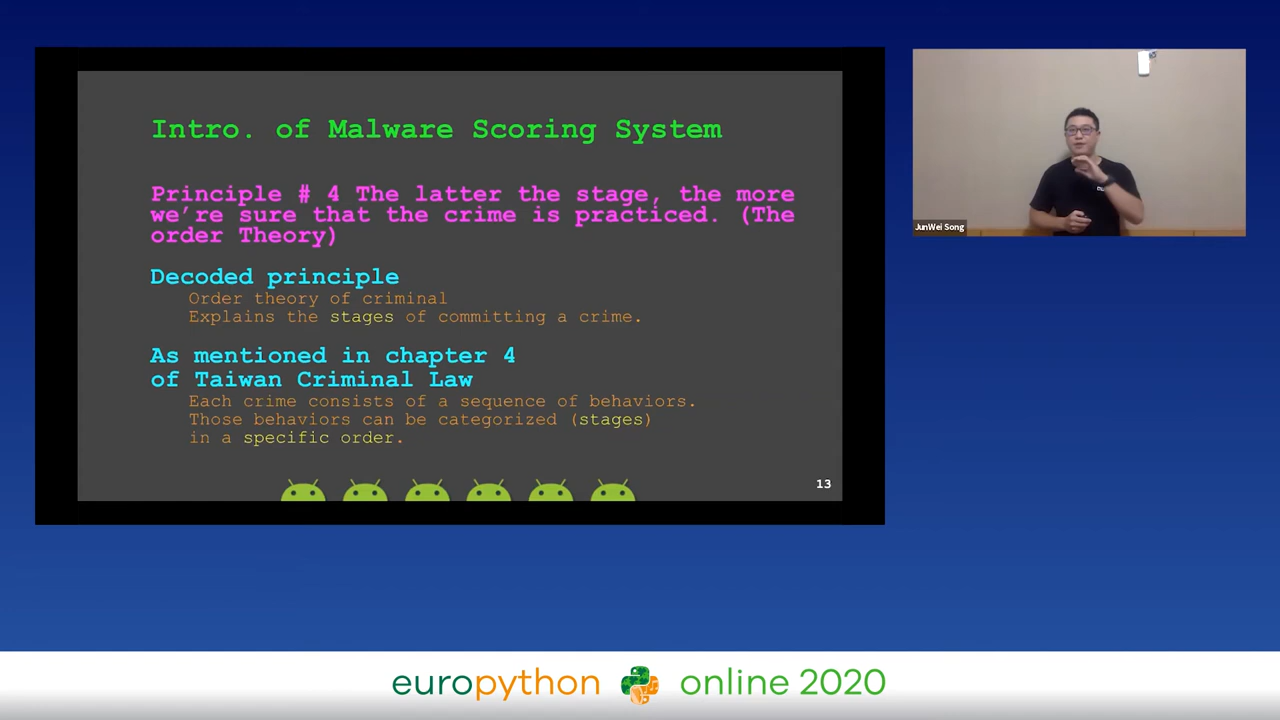 Intro. of Malware Scoring System
Principle # 4 The latter the stage, the more
we're sure that the crime is practiced. (The
order Theory)
Decoded principle
Order theory of criminal
Explains the stages of committing a crime.
As mentioned in chapter 4
of Taiwan Criminal Law
Each crime consists of a sequence of behaviors.
Those behaviors can be categorized (stages)
in a specific order.
13
JunWei Song
europython online 2020